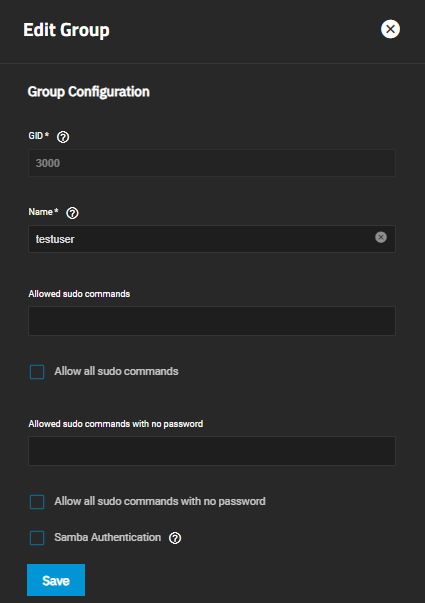 Edit Group
Group Configuration
GID *
3000
Name *
testuser
Allowed sudo commands
Allow all sudo commands
Allowed sudo commands with no password
Allow all sudo commands with no password
Samba Authentication
Save